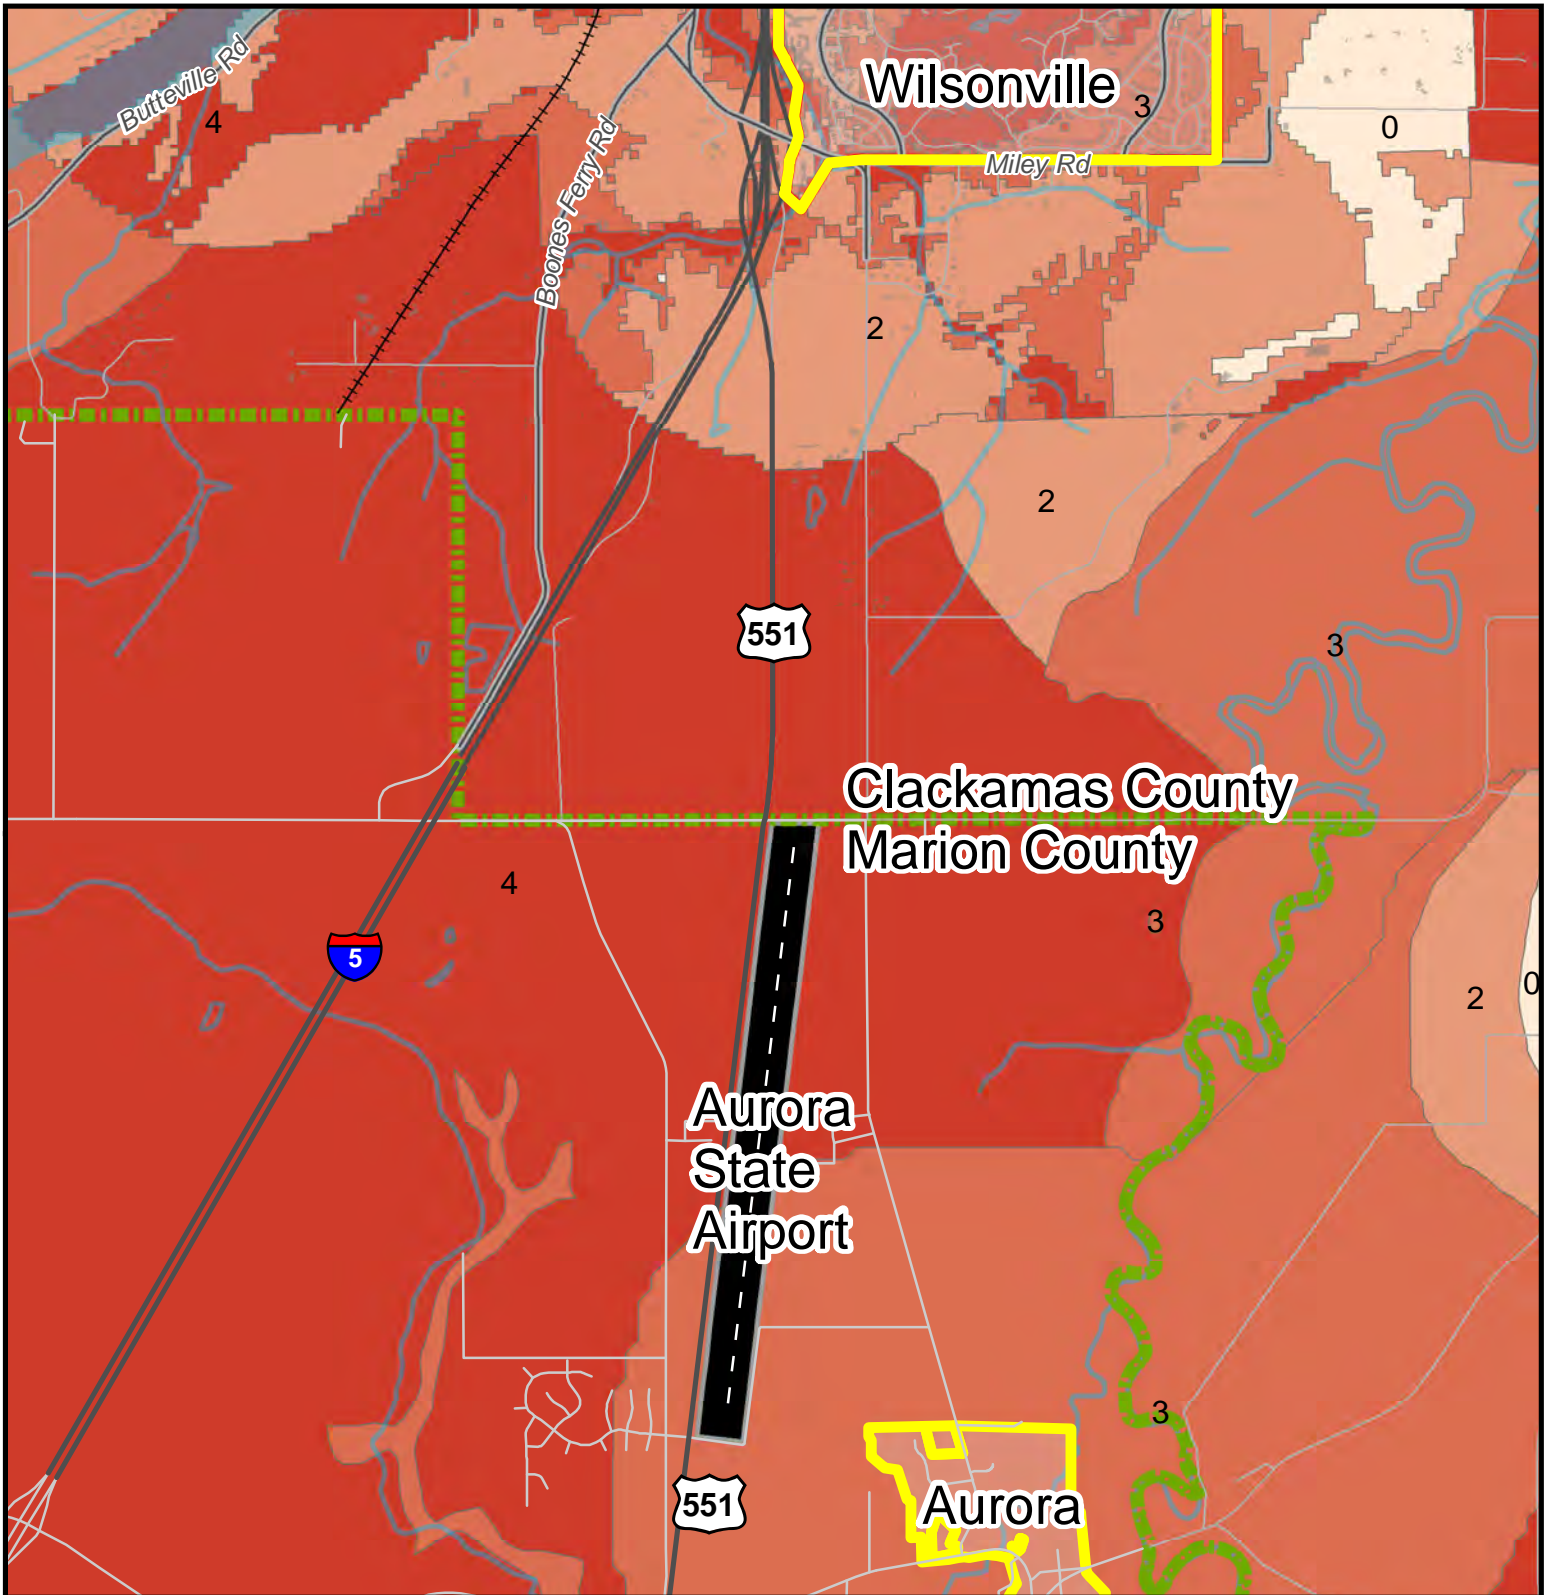 Wilsonville
Butteville Rd
4
3
0
Miley Rd
Boones Ferry Rd
2
2
551
3
Clackamas County
Marion County
4
3
5
2
0
Aurora
State
Airport
3
551
Aurora